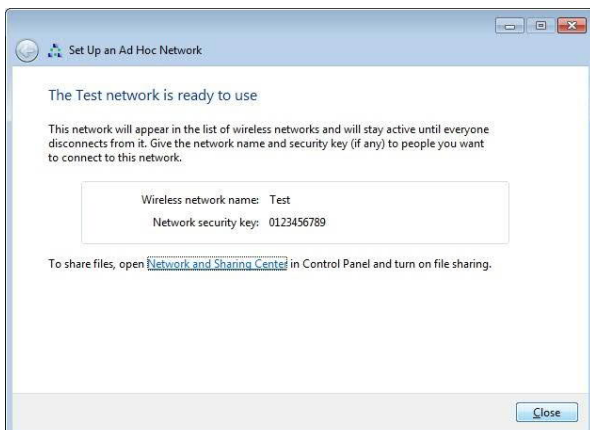 Set Up an Ad Hoc Network
The Test network is ready to use
This network will appear in the list of wireless networks and will stay active until everyone
disconnects from it. Give the network name and security key (if any) to people you want
to connect to this network.
Wireless network name: Test
Network security key: 0123456789
To share files, open Network and Sharing Center in Control Panel and turn on file sharing.
Close